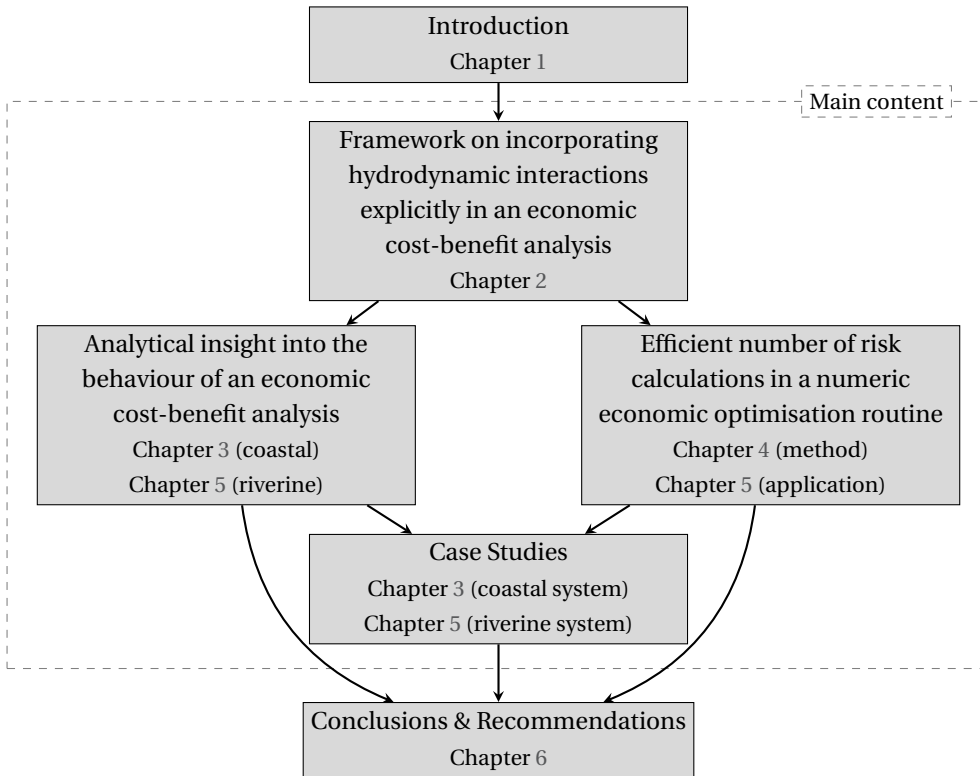 Introduction
Chapter 1
Main content
Framework on incorporating
hydrodynamic interactions
explicitly in an economic
cost-benefit analysis
Chapter 2
Analytical insight into the
behaviour of an economic
cost-benefit analysis
Chapter 3 (coastal)
Chapter 5 (riverine)
Efficient number of risk
calculations in a numeric
economic optimisation routine
Chapter 4 (method)
Chapter 5 (application)
Case Studies
Chapter 3 (coastal system)
Chapter 5 (riverine system)
Conclusions & Recommendations
Chapter 6